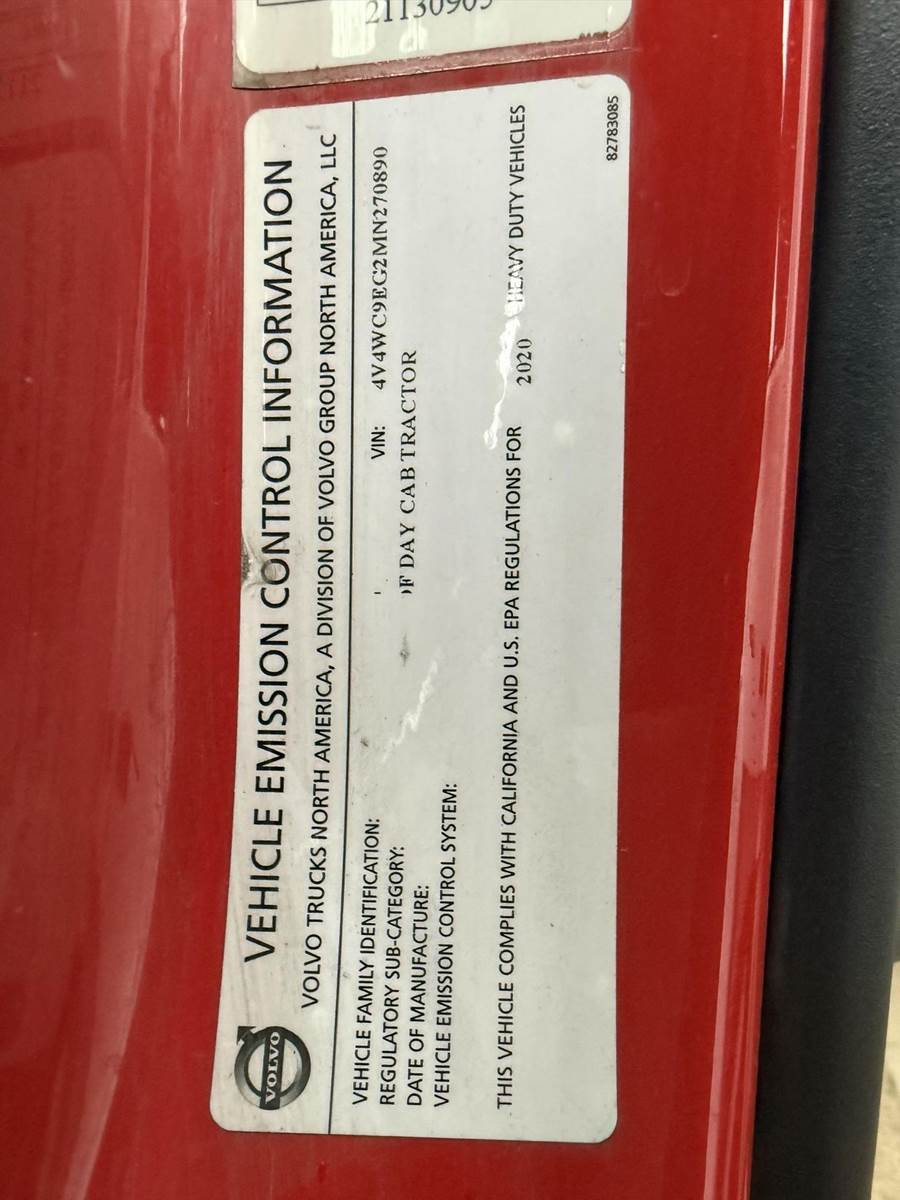 21130905
VOLVO
VEHICLE EMISSION CONTROL INFORMATION
VOLVO TRUCKS NORTH AMERICA, A DIVISION OF VOLVO GROUP NORTH AMERICA, LLC
VEHICLE FAMILY IDENTIFICATION: VIN: 4V4WC9EG2MN270890
REGULATORY SUB-CATEGORY: F DAY CAB TRACTOR
DATE OF MANUFACTURE:
VEHICLE EMISSION CONTROL SYSTEM:
THIS VEHICLE COMPLIES WITH CALIFORNIA AND U.S. EPA REGULATIONS FOR 2020 HEAVY DUTY VEHICLES
82783085